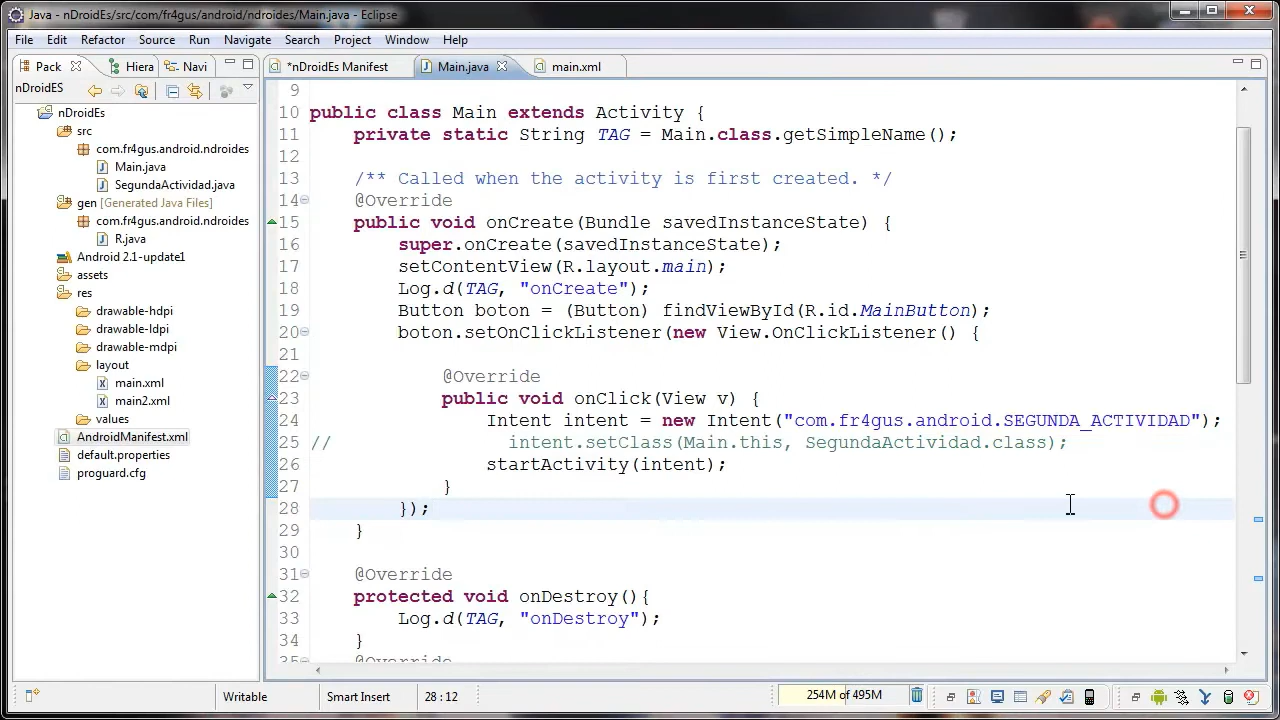 Java - nDroidEs/src/com/fr4gus/android/ndroides/Main.java - Eclipse
File Edit Refactor Source Run Navigate Search Project Window Help
Pack Hiera Navi *nDroidEs Manifest Main.java main.xml
nDroidES
nDroidEs
src
com.fr4gus.android.ndroides
Main.java
SegundaActividad.java
gen [Generated Java Files]
com.fr4gus.android.ndroides
R.java
Android 2.1-update1
assets
res
drawable-hdpi
drawable-ldpi
drawable-mdpi
layout
main.xml
main2.xml
values
AndroidManifest.xml
default.properties
proguard.cfg
9
10 public class Main extends Activity {
11 private static String TAG = Main.class.getSimpleName();
12
13 /** Called when the activity is first created. */
14 @Override
15 public void onCreate(Bundle savedInstanceState) {
16 super.onCreate(savedInstanceState);
17 setContentView(R.layout.main);
18 Log.d(TAG, "onCreate");
19 Button boton = (Button) findViewById(R.id.MainButton);
20 boton.setOnClickListener(new View.OnClickListener() {
21
22 @Override
23 public void onClick(View v) {
24 Intent intent = new Intent("com.fr4gus.android.SEGUNDA_ACTIVIDAD");
25 // intent.setClass(Main.this, SegundaActividad.class);
26 startActivity(intent);
27 }
28 });
29 }
30
31 @Override
32 protected void onDestroy(){
33 Log.d(TAG, "onDestroy");
34 }
35 @Override
Writable Smart Insert 28 : 12 254M of 495M